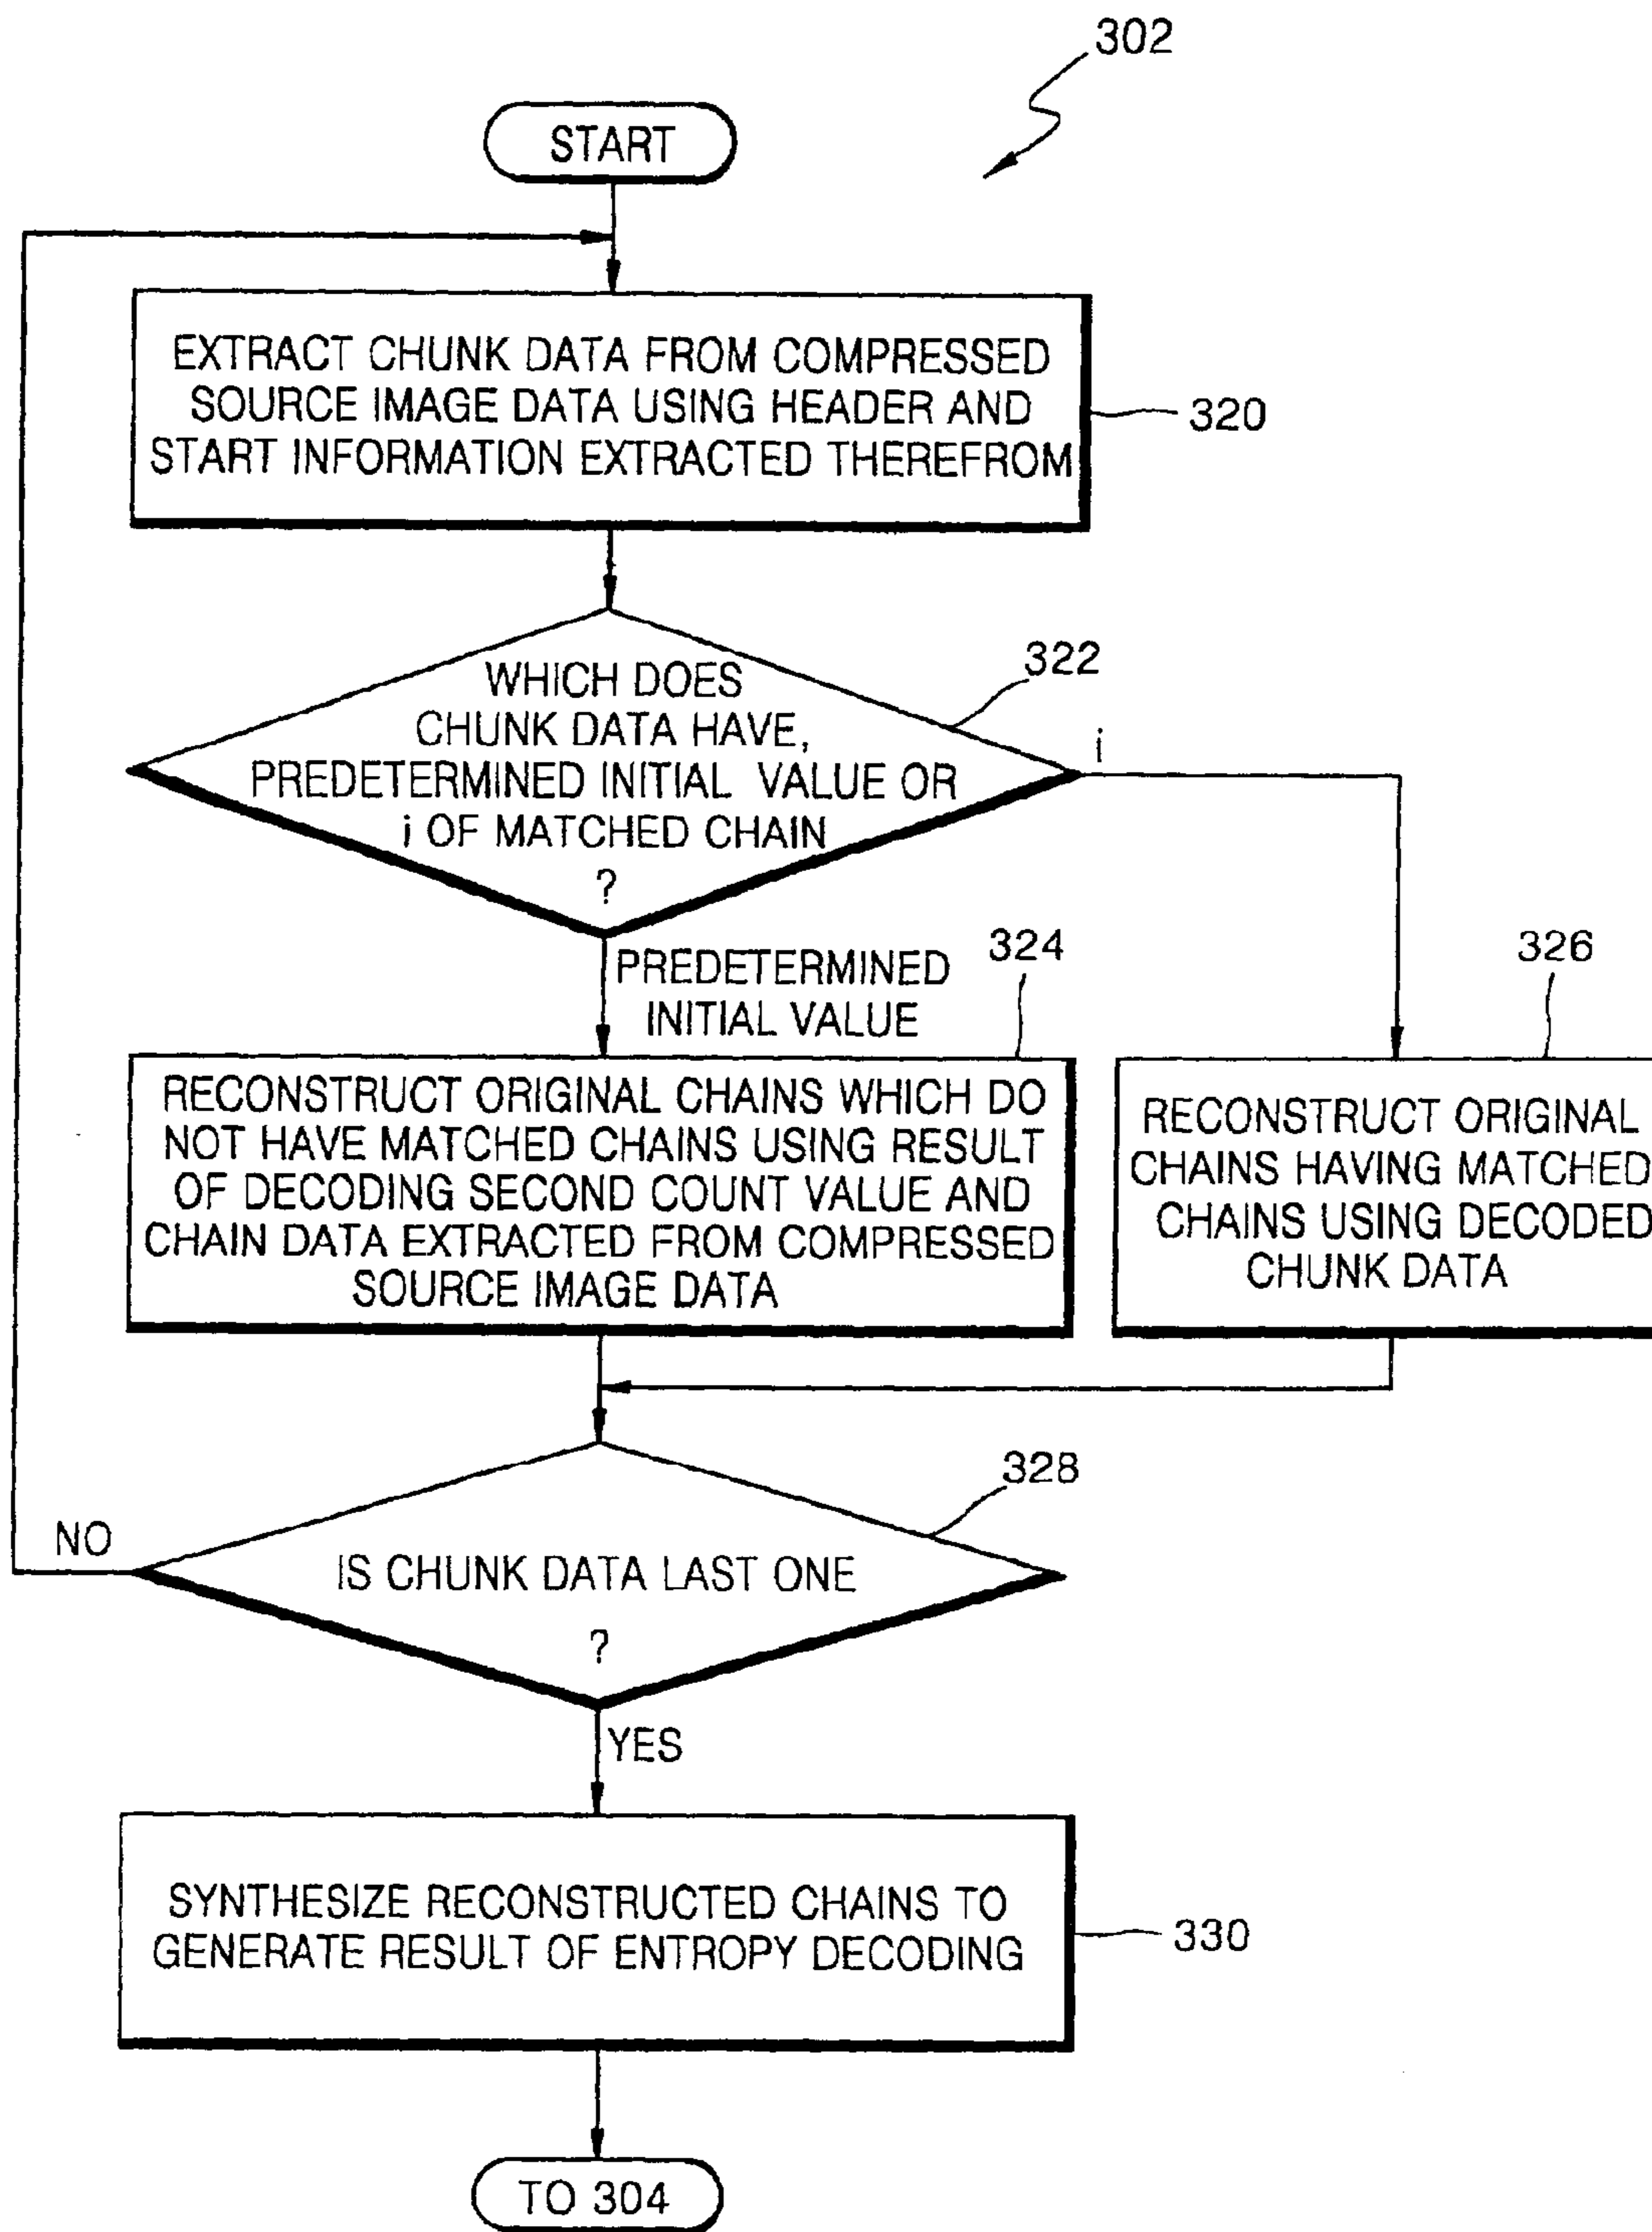 302
START
EXTRACT CHUNK DATA FROM COMPRESSED
SOURCE IMAGE DATA USING HEADER AND
START INFORMATION EXTRACTED THEREFROM
320
WHICH DOES
CHUNK DATA HAVE,
PREDETERMINED INITIAL VALUE OR
i OF MATCHED CHAIN
?
322
i
PREDETERMINED
INITIAL VALUE
324
RECONSTRUCT ORIGINAL CHAINS WHICH DO
NOT HAVE MATCHED CHAINS USING RESULT
OF DECODING SECOND COUNT VALUE AND
CHAIN DATA EXTRACTED FROM COMPRESSED
SOURCE IMAGE DATA
326
RECONSTRUCT ORIGINAL
CHAINS HAVING MATCHED
CHAINS USING DECODED
CHUNK DATA
328
NO
IS CHUNK DATA LAST ONE
?
YES
SYNTHESIZE RECONSTRUCTED CHAINS TO
GENERATE RESULT OF ENTROPY DECODING
330
TO 304